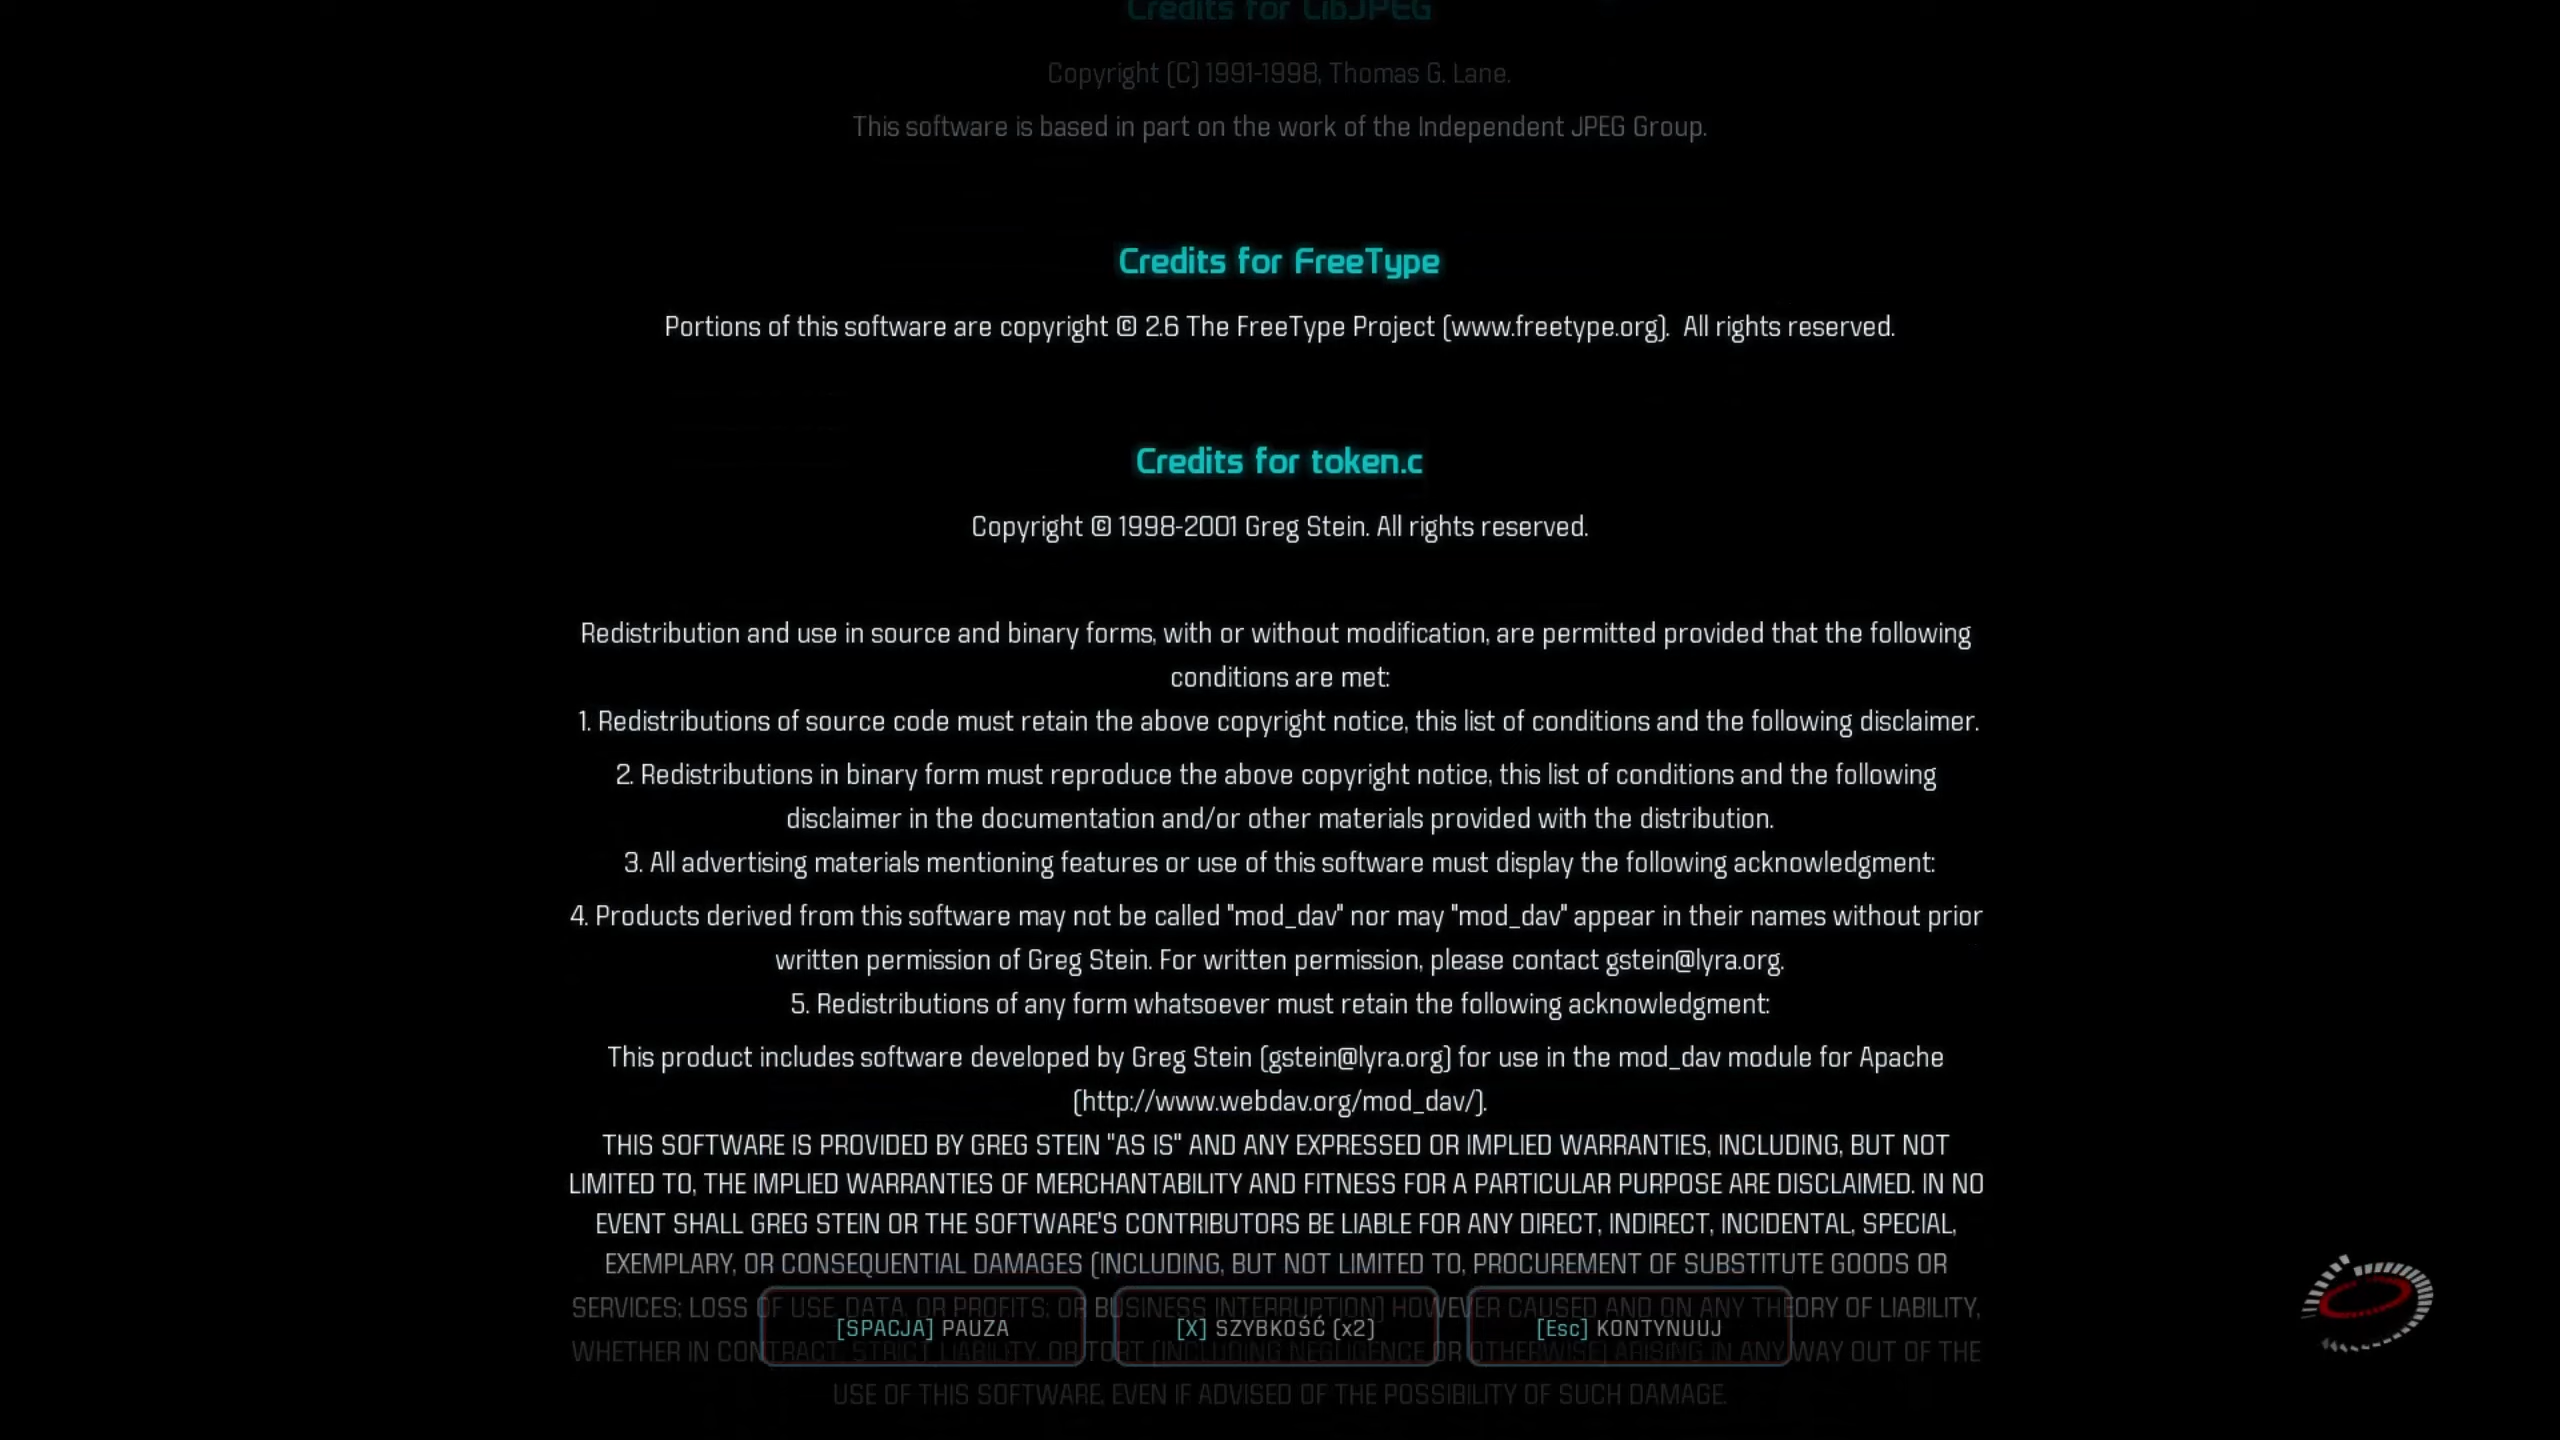 Credits for LibJPEG
Copyright (C) 1991-1998, Thomas G. Lane.
This software is based in part on the work of the Independent JPEG Group.
Credits for FreeType
Portions of this software are copyright © 2.6 The FreeType Project (www.freetype.org).  All rights reserved.
Credits for token.c
Copyright © 1998-2001 Greg Stein. All rights reserved.
Redistribution and use in source and binary forms, with or without modification, are permitted provided that the following
conditions are met:
1. Redistributions of source code must retain the above copyright notice, this list of conditions and the following disclaimer.
2. Redistributions in binary form must reproduce the above copyright notice, this list of conditions and the following
disclaimer in the documentation and/or other materials provided with the distribution.
3. All advertising materials mentioning features or use of this software must display the following acknowledgment:
4. Products derived from this software may not be called "mod_dav" nor may "mod_dav" appear in their names without prior
written permission of Greg Stein. For written permission, please contact gstein@lyra.org.
5. Redistributions of any form whatsoever must retain the following acknowledgment:
This product includes software developed by Greg Stein (gstein@lyra.org) for use in the mod_dav module for Apache
(http://www.webdav.org/mod_dav/).
THIS SOFTWARE IS PROVIDED BY GREG STEIN "AS IS" AND ANY EXPRESSED OR IMPLIED WARRANTIES, INCLUDING, BUT NOT
LIMITED TO, THE IMPLIED WARRANTIES OF MERCHANTABILITY AND FITNESS FOR A PARTICULAR PURPOSE ARE DISCLAIMED. IN NO
EVENT SHALL GREG STEIN OR THE SOFTWARE'S CONTRIBUTORS BE LIABLE FOR ANY DIRECT, INDIRECT, INCIDENTAL, SPECIAL,
EXEMPLARY, OR CONSEQUENTIAL DAMAGES (INCLUDING, BUT NOT LIMITED TO, PROCUREMENT OF SUBSTITUTE GOODS OR
SERVICES; LOSS OF USE, DATA, OR PROFITS; OR BUSINESS INTERRUPTION) HOWEVER CAUSED AND ON ANY THEORY OF LIABILITY,
[SPACJA] PAUZA
[X] SZYBKOŚĆ (x2)
[Esc] KONTYNUUJ
WHETHER IN CONTRACT, STRICT LIABILITY, OR TORT (INCLUDING NEGLIGENCE OR OTHERWISE) ARISING IN ANY WAY OUT OF THE
USE OF THIS SOFTWARE, EVEN IF ADVISED OF THE POSSIBILITY OF SUCH DAMAGE.